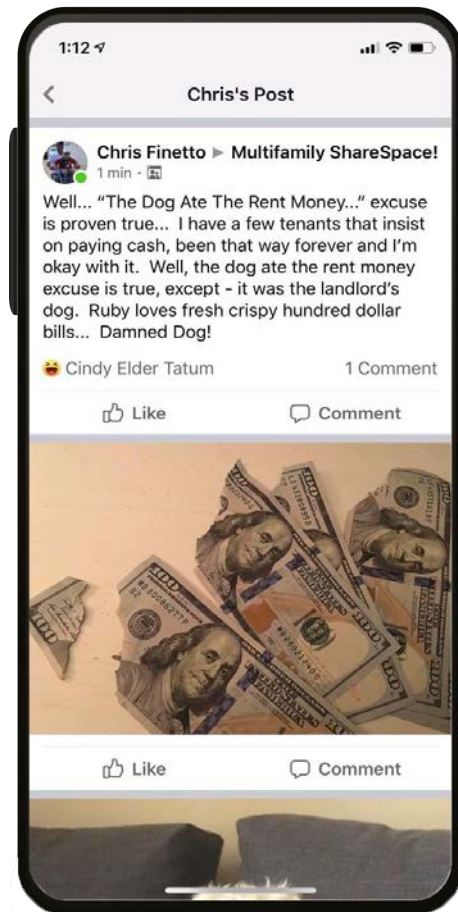 1:12
Chris's Post
Chris Finetto ▶ Multifamily ShareSpace!
1 min ·
Well... “The Dog Ate The Rent Money...” excuse
is proven true... I have a few tenants that insist
on paying cash, been that way forever and I’m
okay with it. Well, the dog ate the rent money
excuse is true, except - it was the landlord’s
dog. Ruby loves fresh crispy hundred dollar
bills... Damned Dog!
Cindy Elder Tatum 1 Comment
Like Comment
100
100
100
Like Comment